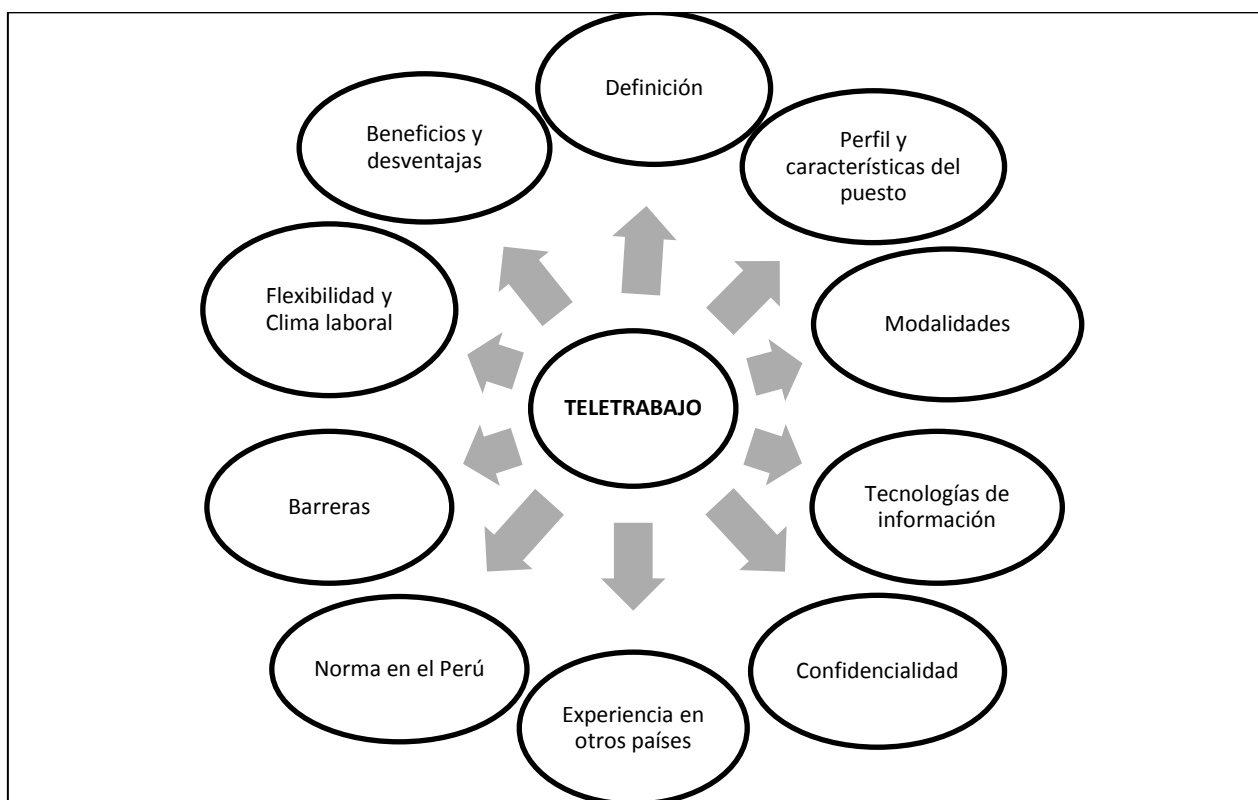 Definición
Perfil y
características del
puesto
Modalidades
Tecnologías de
información
Confidencialidad
Experiencia en
otros países
Norma en el Perú
Barreras
Flexibilidad y
Clima laboral
Beneficios y
desventajas
TELETRABAJO